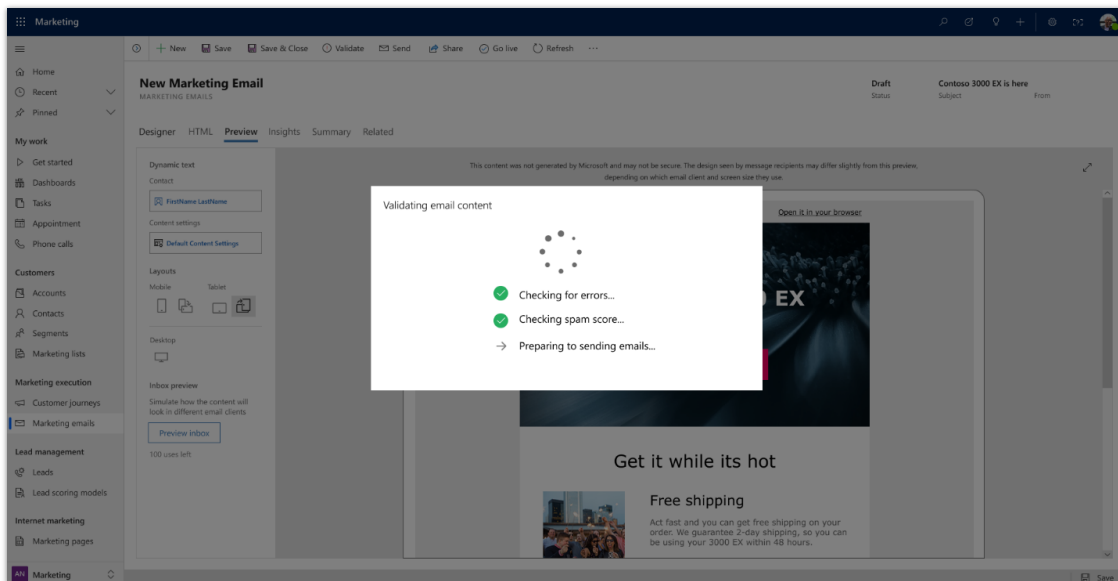 Marketing
New Save Save & Close Validate Send Share Go live Refresh
Home
Recent
Pinned
My work
Get started
Dashboards
Tasks
Appointment
Phone calls
Customers
Accounts
Contacts
Segments
Marketing lists
Marketing execution
Customer journeys
Marketing emails
Lead management
Leads
Lead scoring models
Internet marketing
Marketing pages
AN Marketing
New Marketing Email
MARKETING EMAILS
Draft
Status
Contoso 3000 EX is here
Subject
From
Designer HTML Preview Insights Summary Related
Dynamic text
Contact
FirstName LastName
Content settings
Default Content Settings
Layouts
Mobile Tablet
Desktop
Inbox preview
Simulate how the content will
look in different email clients
Preview inbox
100 uses left
This content was not generated by Microsoft and may not be secure. The design seen by message recipients may differ slightly from this preview,
depending on which email client and screen size they use.
Validating email content
Checking for errors...
Checking spam score...
Preparing to sending emails...
Open it in your browser
EX
Get it while its hot
Free shipping
Act fast and you can get free shipping on your
order. We guarantee 2-day shipping, so you can
be using your 3000 EX within 48 hours.
Save